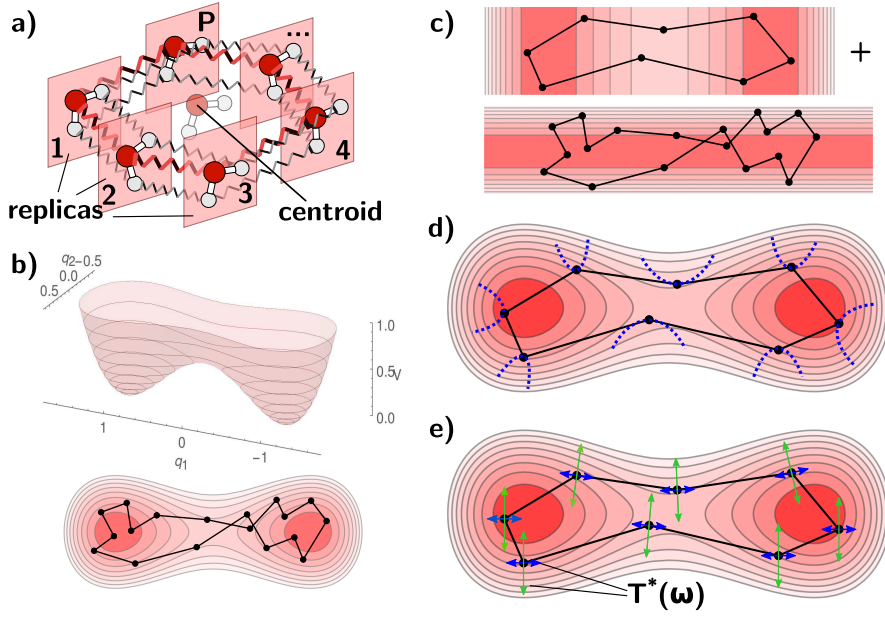 a)
P
...
1
2
3
4
replicas
centroid
b)
q2
-0.5
0.0
0.5
1.0
0.5
V
0.0
1
0
-1
q1
c)
+
d)
e)
T*(ω)